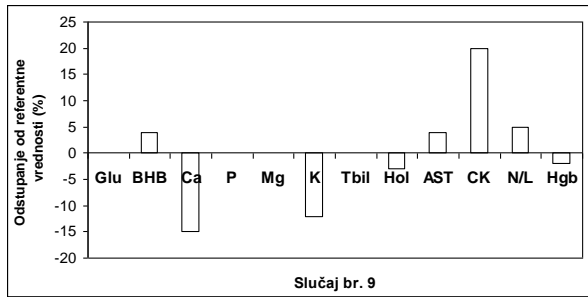 Odstupanje od referentne
vrednosti (%)
25
20
15
10
5
0
-5
-10
-15
-20
Glu BHB Ca P Mg K Tbil Hol AST CK N/L Hgb
Slučaj br. 9